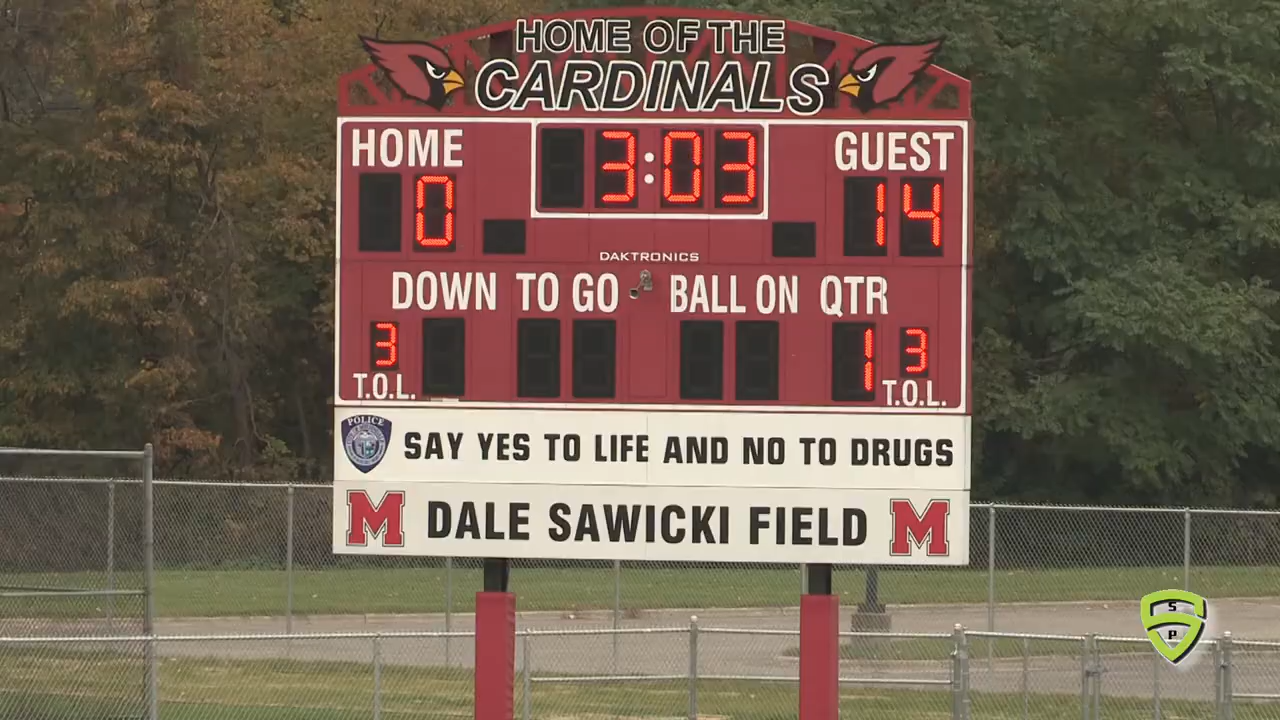 HOME OF THE
CARDINALS
HOME
3:03
GUEST
0
14
DAKTRONICS
DOWN TO GO BALL ON QTR
3
1
3
T.O.L.
T.O.L.
POLICE
SAY YES TO LIFE AND NO TO DRUGS
M DALE SAWICKI FIELD M
S
P